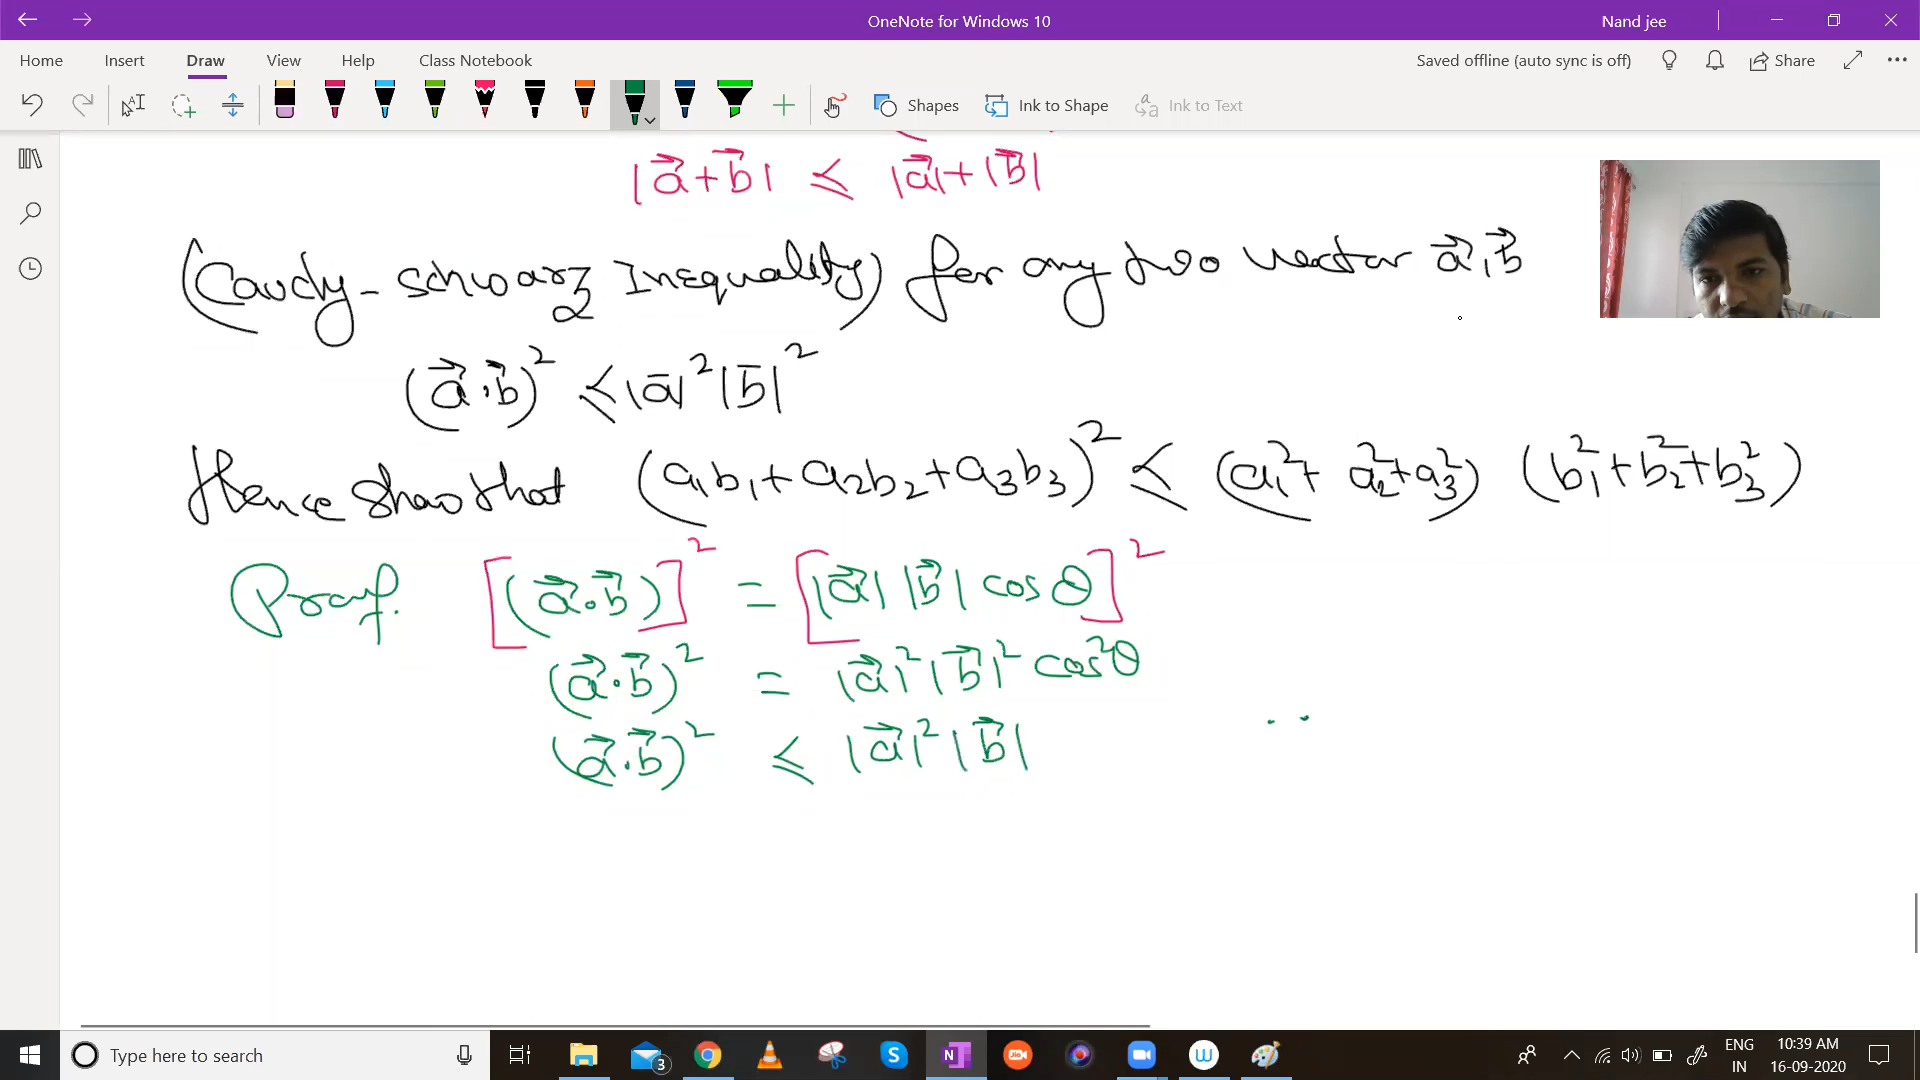 OneNote for Windows 10
Nand jee
Home Insert Draw View Help Class Notebook
Saved offline (auto sync is off) Share
Shapes Ink to Shape Ink to Text
|a⃗+b⃗| ≤ |a⃗|+|b⃗|
(Caucly-schwarz Inequality) for any two vector a⃗, b⃗
(a⃗·b⃗)² ≤ |a̅|²|b̅|²
Hence show that (a₁b₁+a₂b₂+a₃b₃)² ≤ (a₁²+a₂²+a₃²) (b₁²+b₂²+b₃²)
Proof. [(a⃗·b⃗)]² = [|a⃗| |b⃗| cos θ]²
(a⃗·b⃗)² = |a⃗|²|b⃗|² cos²θ
(a⃗·b⃗)² ≤ |a⃗|²|b⃗|
Type here to search
3
ENG
IN
10:39 AM
16-09-2020